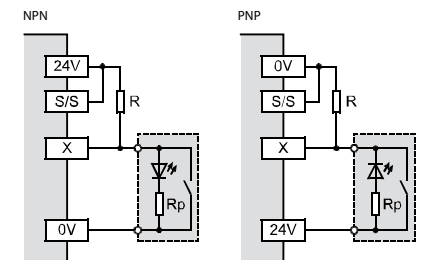 NPN PNP
24V 0V
S/S R S/S R
X X
Rp Rp
0V 24V